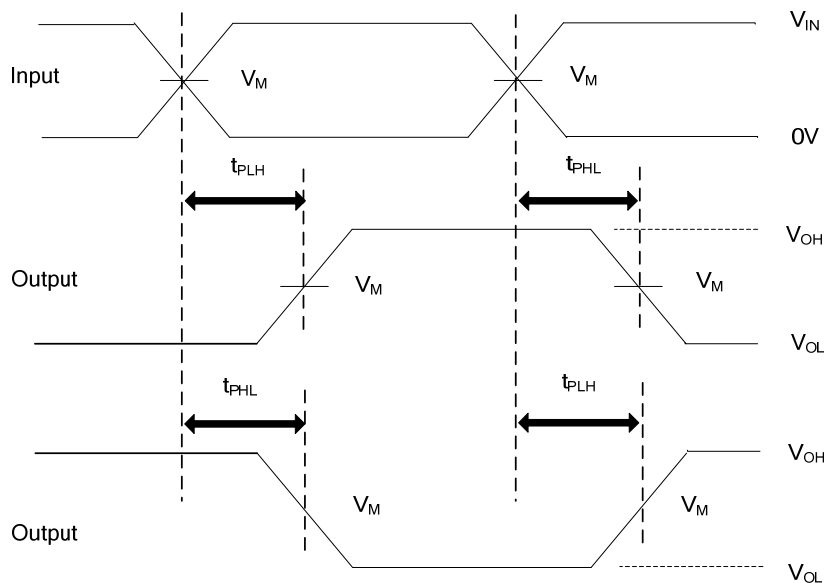 V_IN
Input V_M V_M
0V
t_PLH t_PHL
V_OH
Output V_M V_M
V_OL
t_PHL t_PLH
V_OH
V_M V_M
Output
V_OL